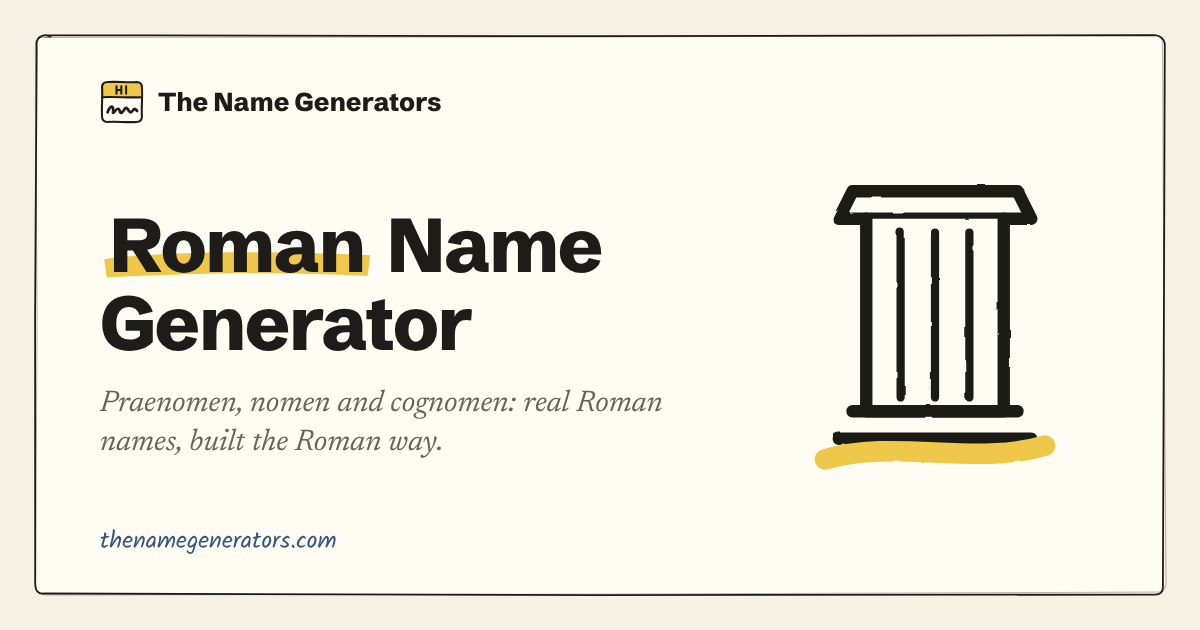 HI
The Name Generators
Roman Name
Generator
Praenomen, nomen and cognomen: real Roman
names, built the Roman way.
thenamegenerators.com